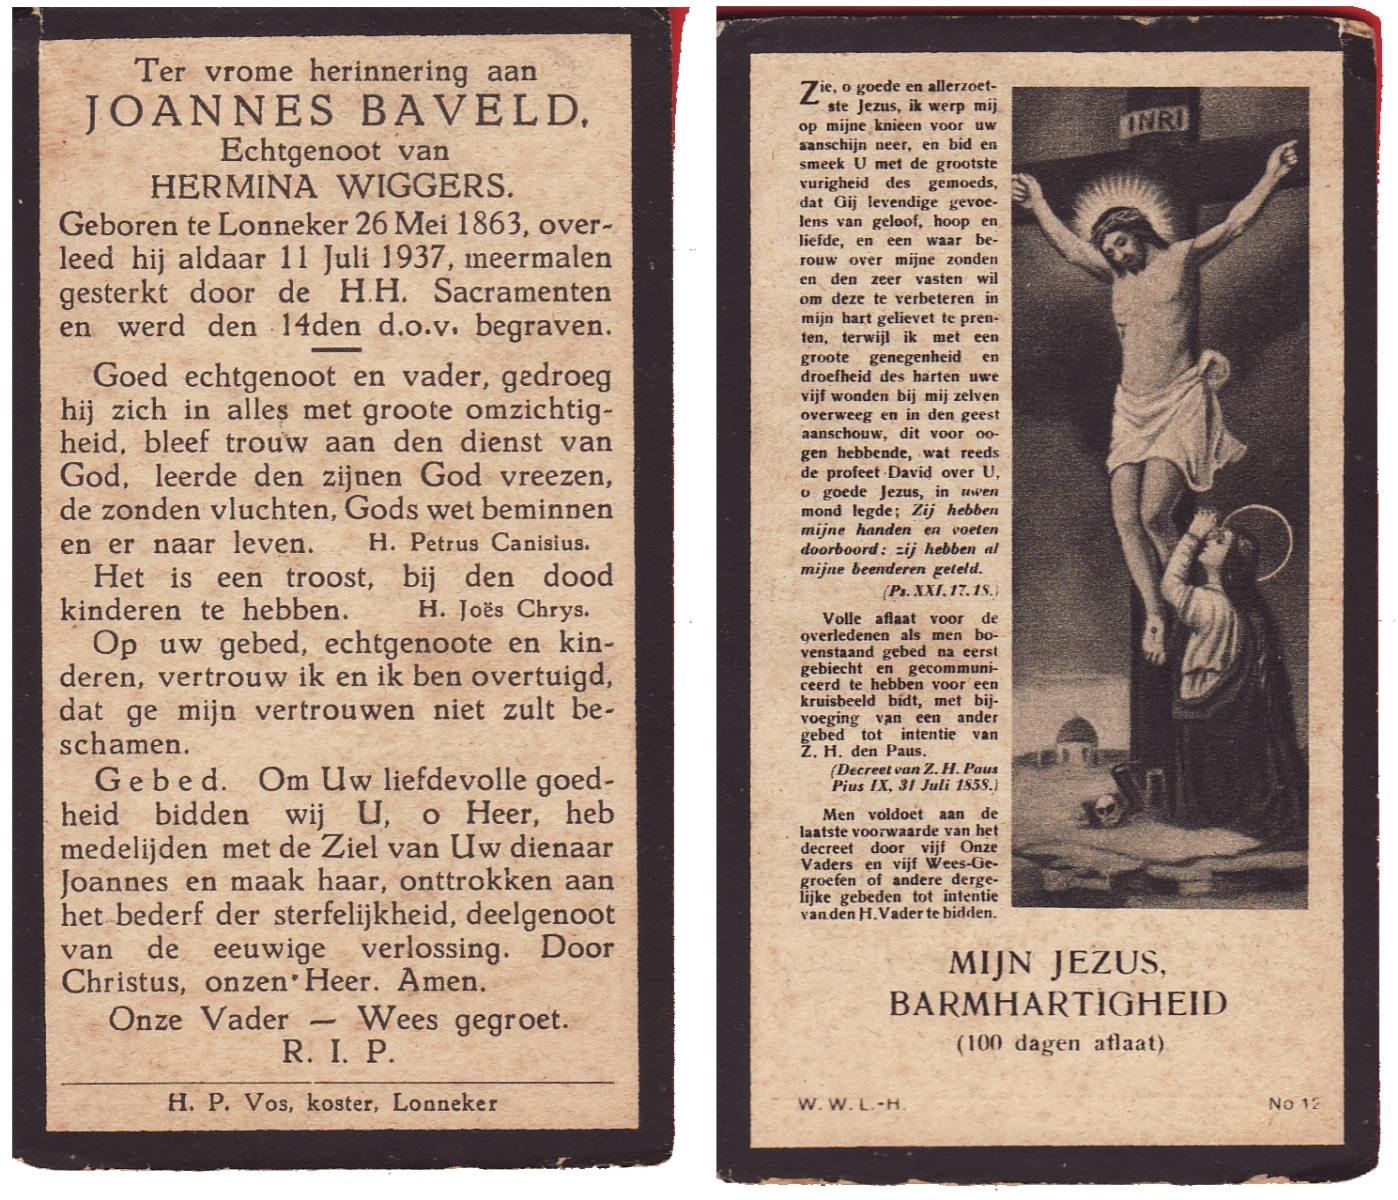 Ter vrome herinnering aan
JOANNES BAVELD,
Echtgenoot van
HERMINA WIGGERS.
Geboren te Lonneker 26 Mei 1863, over-
leed hij aldaar 11 Juli 1937, meermalen
gesterkt door de H.H. Sacramenten
en werd den 14den d.o.v. begraven.
Goed echtgenoot en vader, gedroeg
hij zich in alles met groote omzichtig-
heid, bleef trouw aan den dienst van
God, leerde den zijnen God vreezen,
de zonden vluchten, Gods wet beminnen
en er naar leven. H. Petrus Canisius.
Het is een troost, bij den dood
kinderen te hebben. H. Joës Chrys.
Op uw gebed, echtgenoote en kin-
deren, vertrouw ik en ik ben overtuigd,
dat ge mijn vertrouwen niet zult be-
schamen.
Gebed. Om Uw liefdevolle goed-
heid bidden wij U, o Heer, heb
medelijden met de Ziel van Uw dienaar
Joannes en maak haar, onttrokken aan
het bederf der sterfelijkheid, deelgenoot
van de eeuwige verlossing. Door
Christus, onzen Heer. Amen.
Onze Vader — Wees gegroet.
R. I. P.
H. P. Vos, koster, Lonneker
Zie, o goede en allerzoet-
ste Jezus, ik werp mij
op mijne knieen voor uw
aanschijn neer, en bid en
smeek U met de grootste
vurigheid des gemoeds,
dat Gij levendige gevoe-
lens van geloof, hoop en
liefde, en een waar be-
rouw over mijne zonden
en den zeer vasten wil
om deze te verbeteren in
mijn hart gelievet te pren-
ten, terwijl ik met een
groote genegenheid en
droefheid des harten uwe
vijf wonden bij mij zelven
overweeg en in den geest
aanschouw, dit voor oo-
gen hebbende, wat reeds
de profeet David over U,
o goede Jezus, in uwen
mond legde; Zij hebben
mijne handen en voeten
doorboord: zij hebben al
mijne beenderen geteld.
(Ps. XXI. 17. 18.)
Volle aflaat voor de
overledenen als men bo-
venstaand gebed na eerst
gebiecht en gecommuni-
ceerd te hebben voor een
kruisbeeld bidt, met bij-
voeging van een ander
gebed tot intentie van
Z. H. den Paus.
(Decreet van Z. H. Paus
Pius IX, 31 Juli 1858.)
Men voldoet aan de
laatste voorwaarde van het
decreet door vijf Onze
Vaders en vijf Wees-Ge-
groefen of andere derge-
lijke gebeden tot intentie
van den H. Vader te bidden.
INRI
MIJN JEZUS,
BARMHARTIGHEID
(100 dagen aflaat)
W. W. L.-H.
No 12